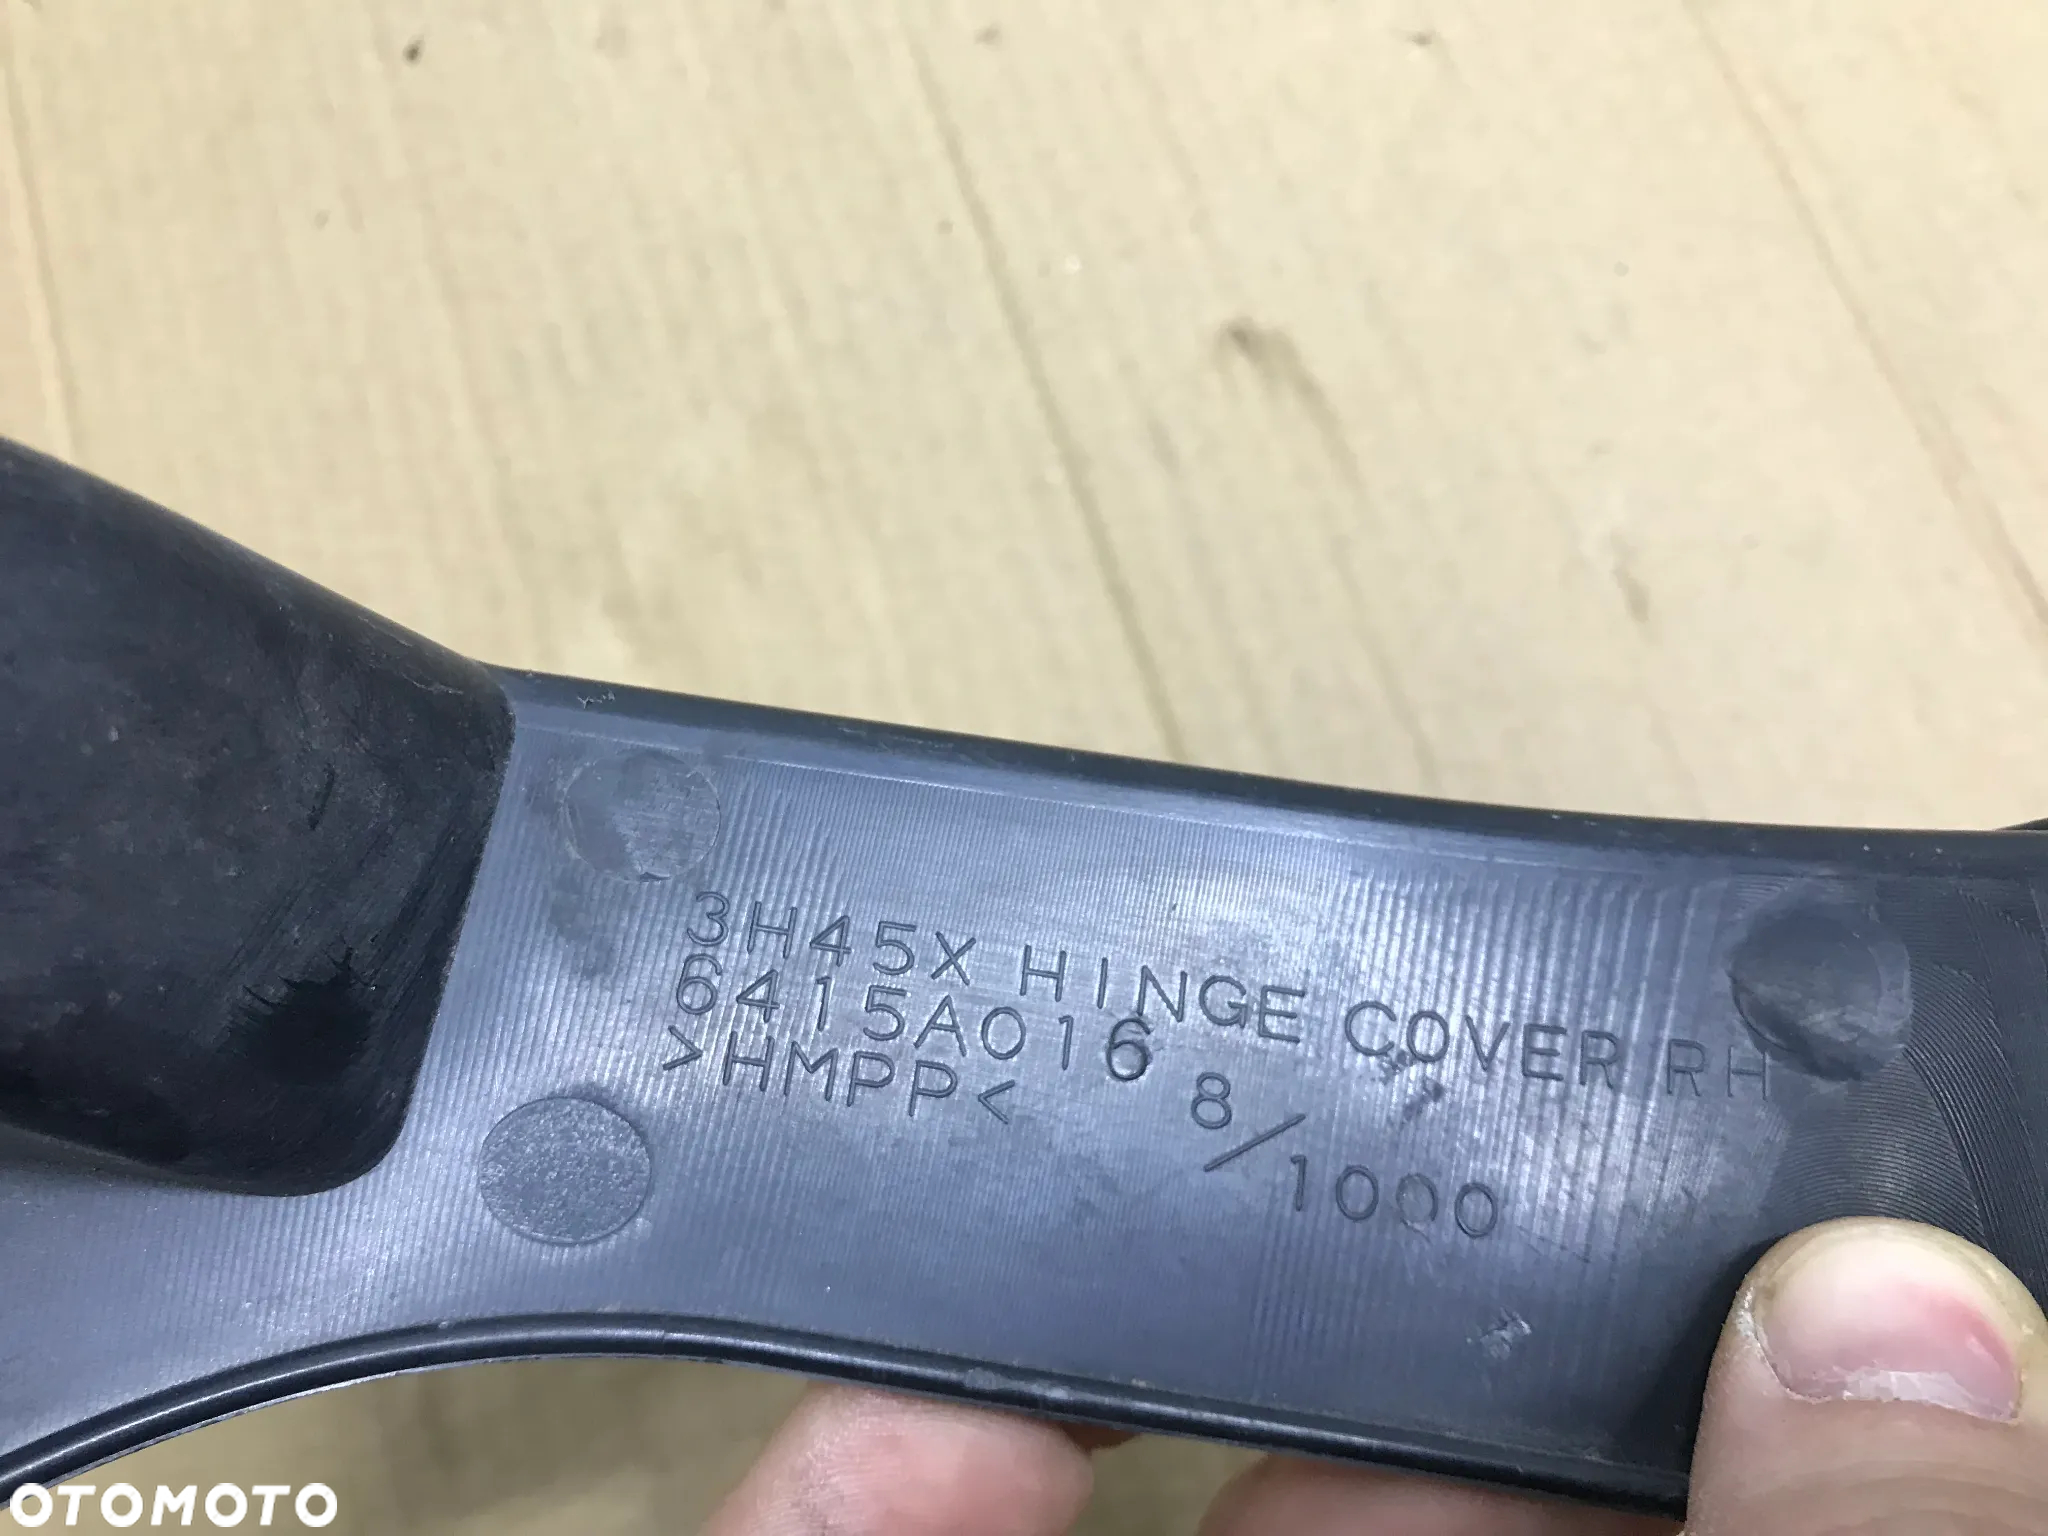 3H45X HINGE COVER RH
6415A016
>HMPP<
8/1000
OTOMOTO